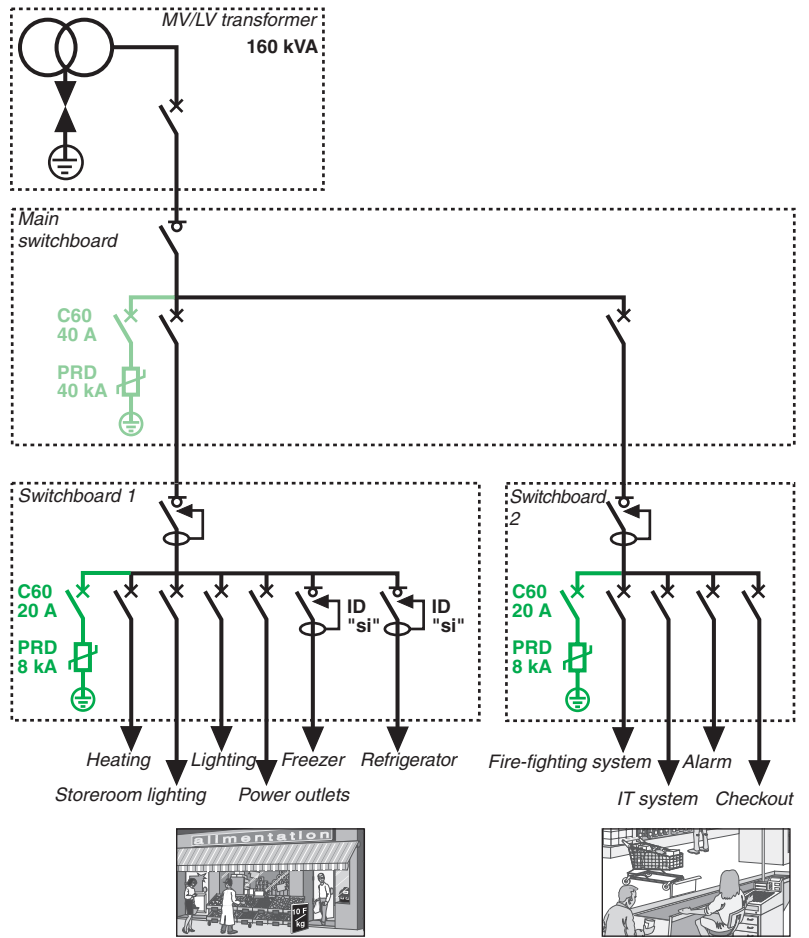 MV/LV transformer
160 kVA
Main
switchboard
C60
40 A
PRD
40 kA
Switchboard 1
C60
20 A
PRD
8 kA
ID
"si"
ID
"si"
Heating
Lighting
Freezer
Refrigerator
Storeroom lighting
Power outlets
Switchboard
2
C60
20 A
PRD
8 kA
Fire-fighting system
Alarm
IT system
Checkout
alimentation
10 F
kg